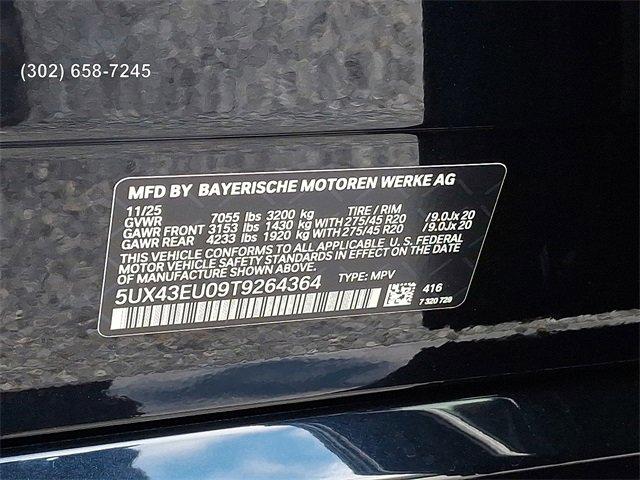 (302) 658-7245
MFD BY BAYERISCHE MOTOREN WERKE AG
11/25 TIRE / RIM
GVWR 7055 lbs 3200 kg
GAWR FRONT 3153 lbs 1430 kg WITH 275/45 R20 /9.0Jx 20
GAWR REAR 4233 lbs 1920 kg WITH 275/45 R20 /9.0Jx 20
THIS VEHICLE CONFORMS TO ALL APPLICABLE U. S. FEDERAL
MOTOR VEHICLE SAFETY STANDARDS IN EFFECT ON THE DATE
OF MANUFACTURE SHOWN ABOVE.
5UX43EU09T9264364 TYPE: MPV
416
7 320 729